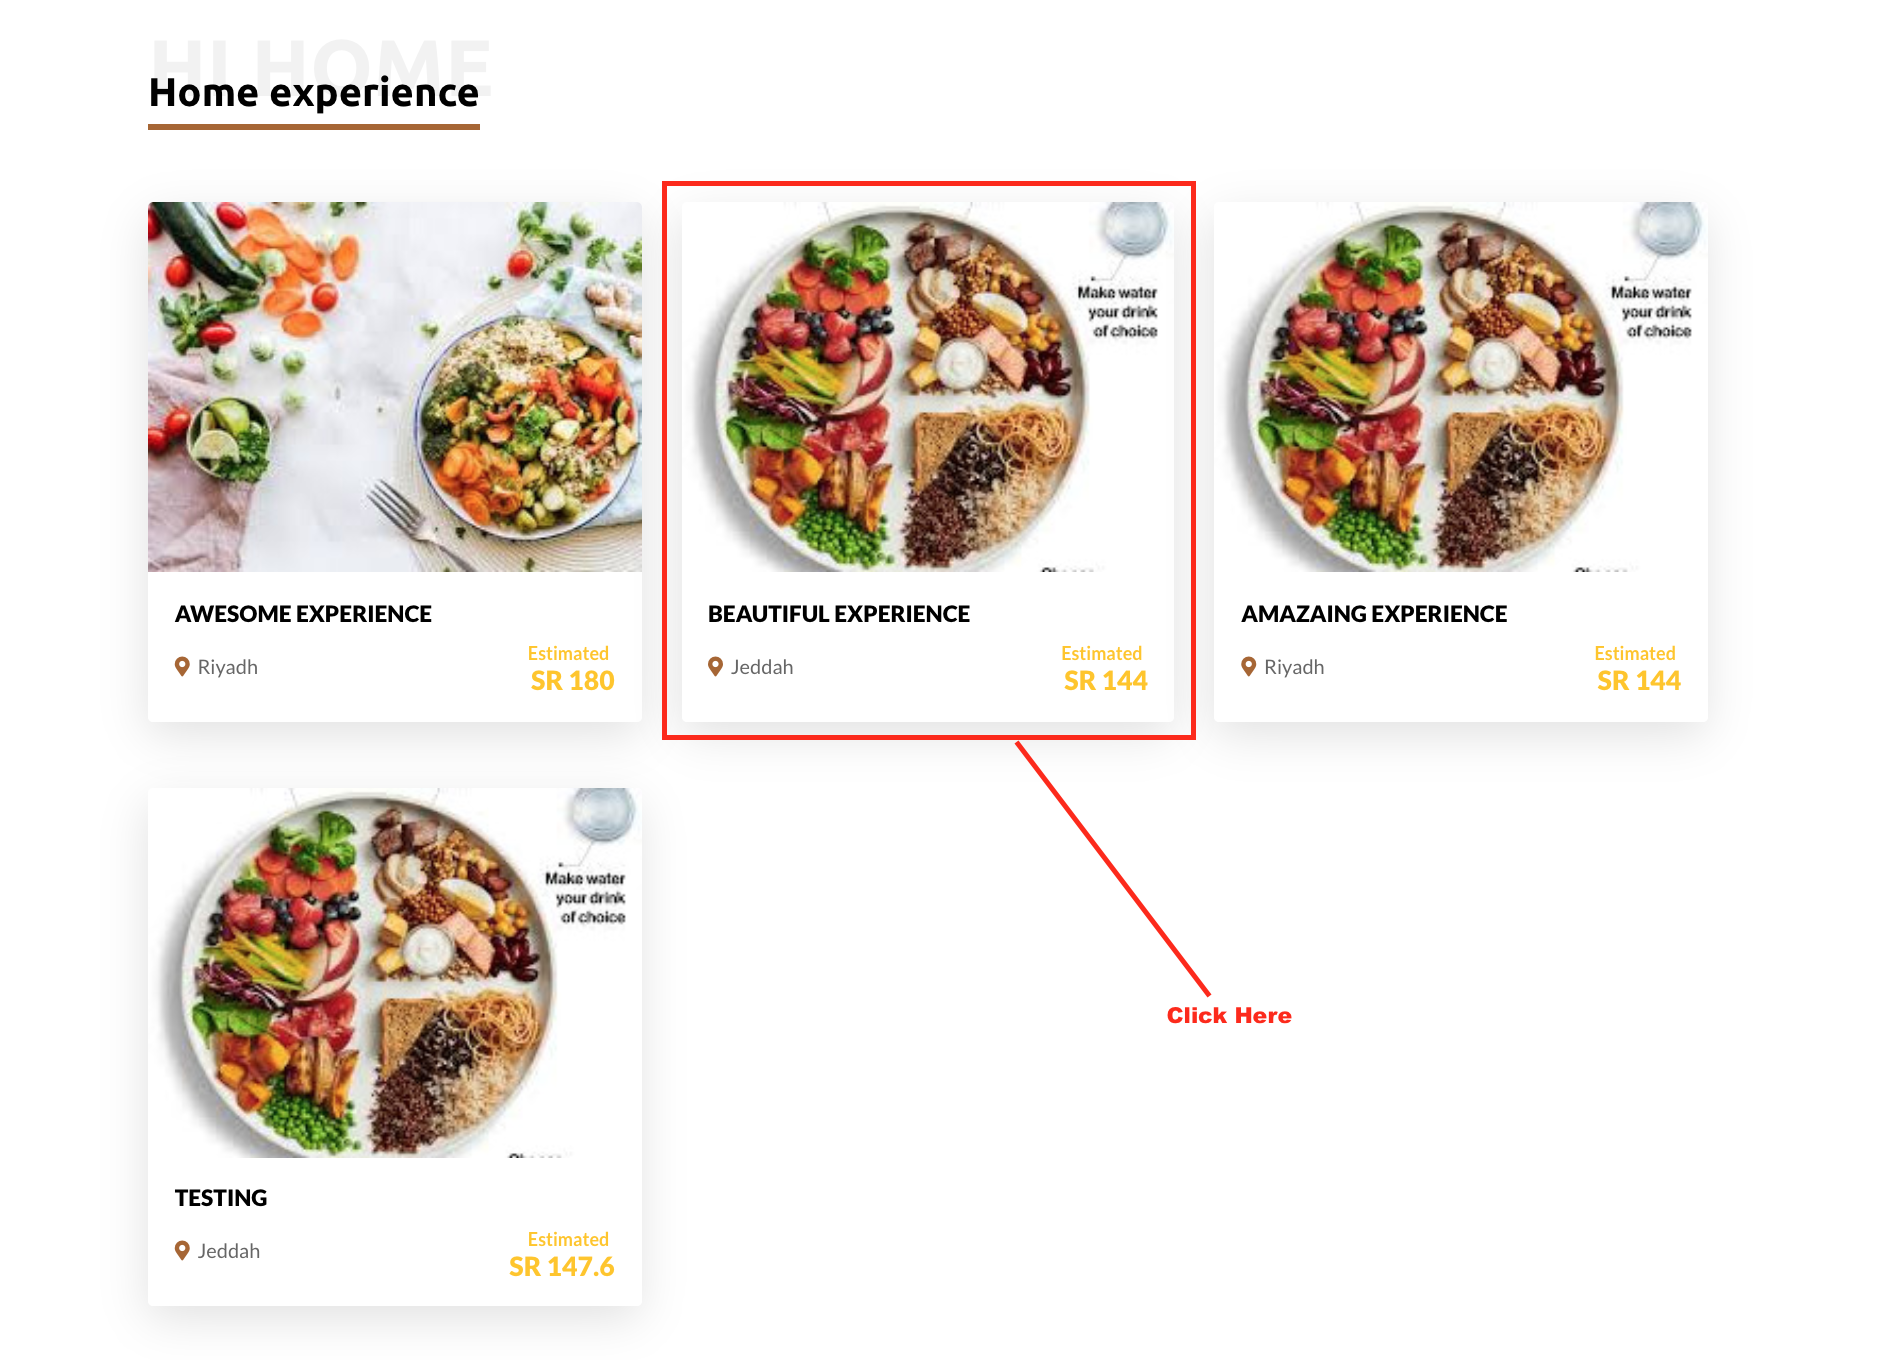 HI HOME
Home experience
Make water
your drink
of choice
AWESOME EXPERIENCE
Riyadh
Estimated
SR 180
Make water
your drink
of choice
BEAUTIFUL EXPERIENCE
Jeddah
Estimated
SR 144
AMAZAING EXPERIENCE
Riyadh
Estimated
SR 144
Make water
your drink
of choice
TESTING
Jeddah
Estimated
SR 147.6
Click Here